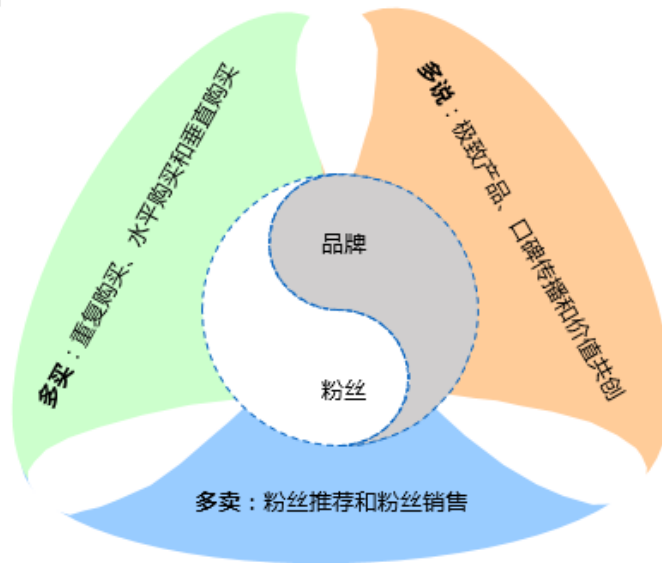 多买：重复购买、水平购买和垂直购买
多说：极致产品、口碑传播和价值共创
品牌
粉丝
多卖：粉丝推荐和粉丝销售